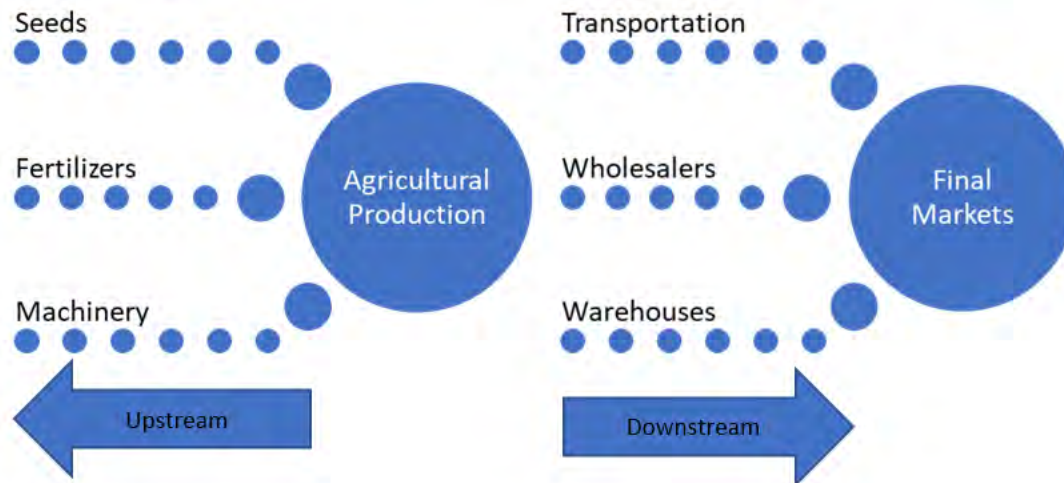 Seeds
Fertilizers
Machinery
Agricultural
Production
Upstream
Transportation
Wholesalers
Warehouses
Final
Markets
Downstream